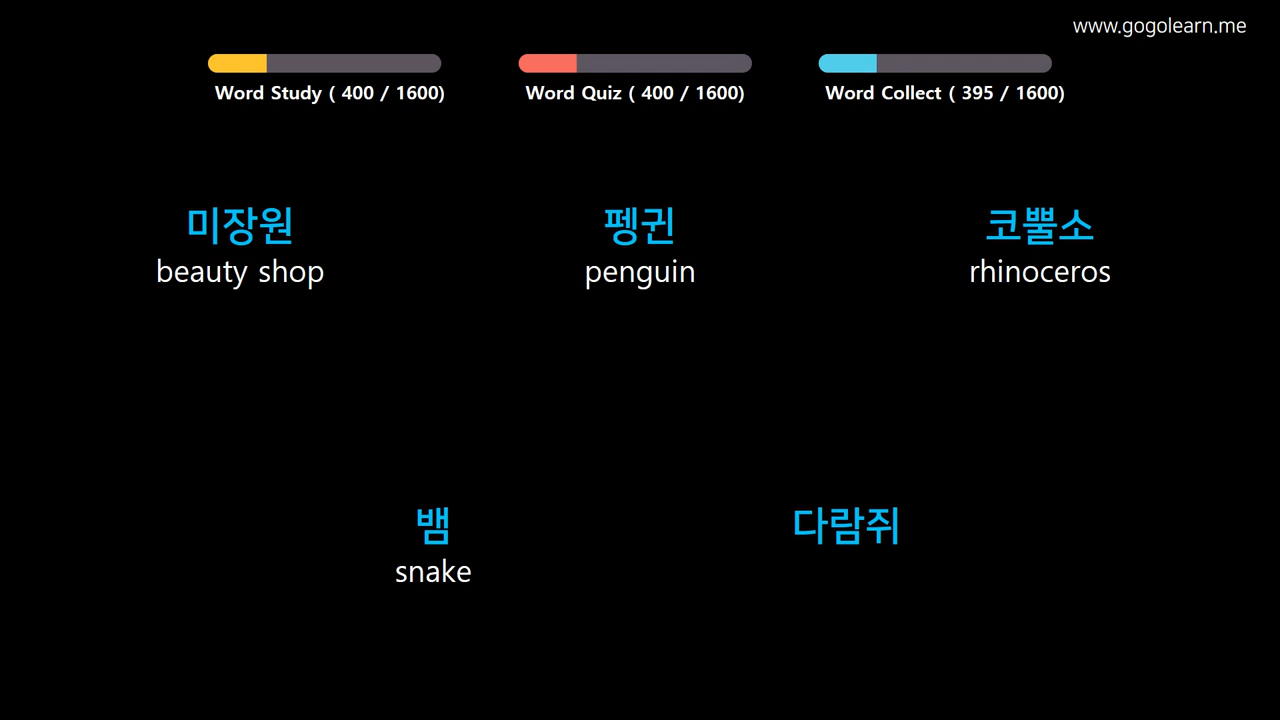 www.gogolearn.me
Word Study ( 400 / 1600)
Word Quiz ( 400 / 1600)
Word Collect ( 395 / 1600)
미장원
beauty shop
펭귄
penguin
코뿔소
rhinoceros
뱀
snake
다람쥐